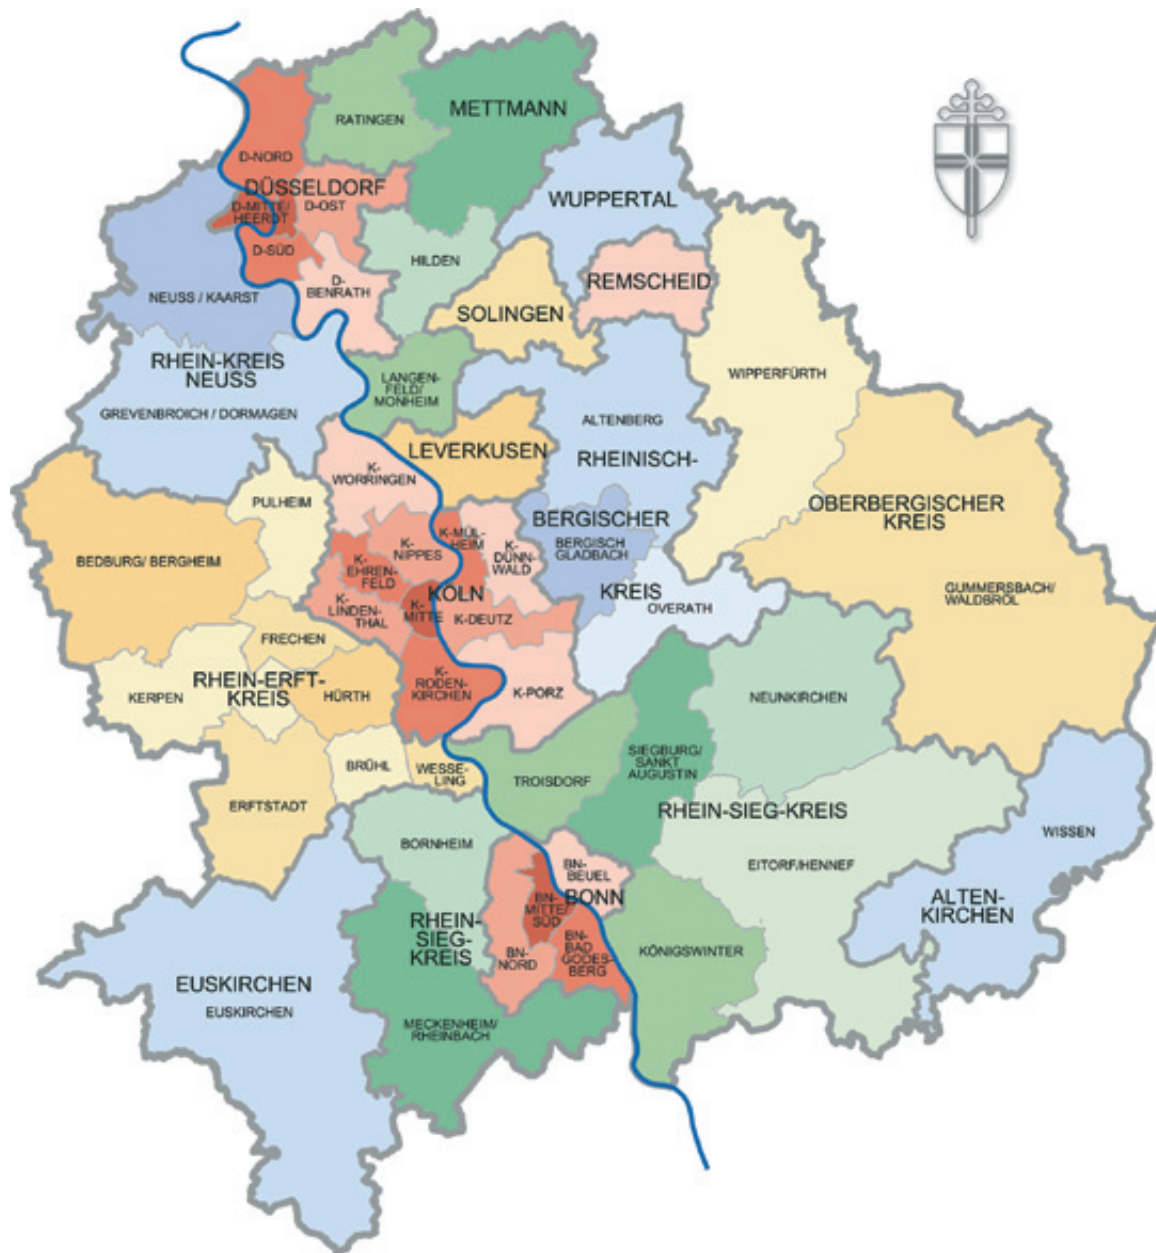 METTMANN
RATINGEN
D-NORD
DÜSSELDORF
D-MITTE/
HEERDT
D-OST
WUPPERTAL
D-SÜD
HILDEN
D-
BENRATH
REMSCHEID
NEUSS / KAARST
SOLINGEN
RHEIN-KREIS
NEUSS
WIPPERFÜRTH
LANGEN-
FELD/
MONHEIM
GREVENBROICH / DORMAGEN
ALTENBERG
LEVERKUSEN
RHEINISCH-
K-
WORRINGEN
PULHEIM
OBERBERGISCHER
KREIS
BERGISCHER
K-MÜL-
HEIM
K-
NIPPES
K-
DÜNN-
WALD
BERGISCH
GLADBACH
BEDBURG/ BERGHEIM
K-
EHREN-
FELD
KÖLN
KREIS
GUMMERSBACH/
WALDBRÖL
K-
LINDEN-
THAL
K-
MITTE
K-DEUTZ
OVERATH
FRECHEN
RHEIN-ERFT-
KREIS
KERPEN
HÜRTH
K-
RODEN-
KIRCHEN
K-PORZ
NEUNKIRCHEN
SIEGBURG/
SANKT
AUGUSTIN
BRÜHL
WESSE-
LING
TROISDORF
ERFTSTADT
RHEIN-SIEG-KREIS
WISSEN
BORNHEIM
BN-
BEUEL
EITORF/HENNEF
BONN
BN-
MITTE/
SÜD
ALTEN-
KIRCHEN
RHEIN-
SIEG-
KREIS
BN-
NORD
BN-
BAD
GODES-
BERG
KÖNIGSWINTER
EUSKIRCHEN
EUSKIRCHEN
MECKENHEIM/
RHEINBACH